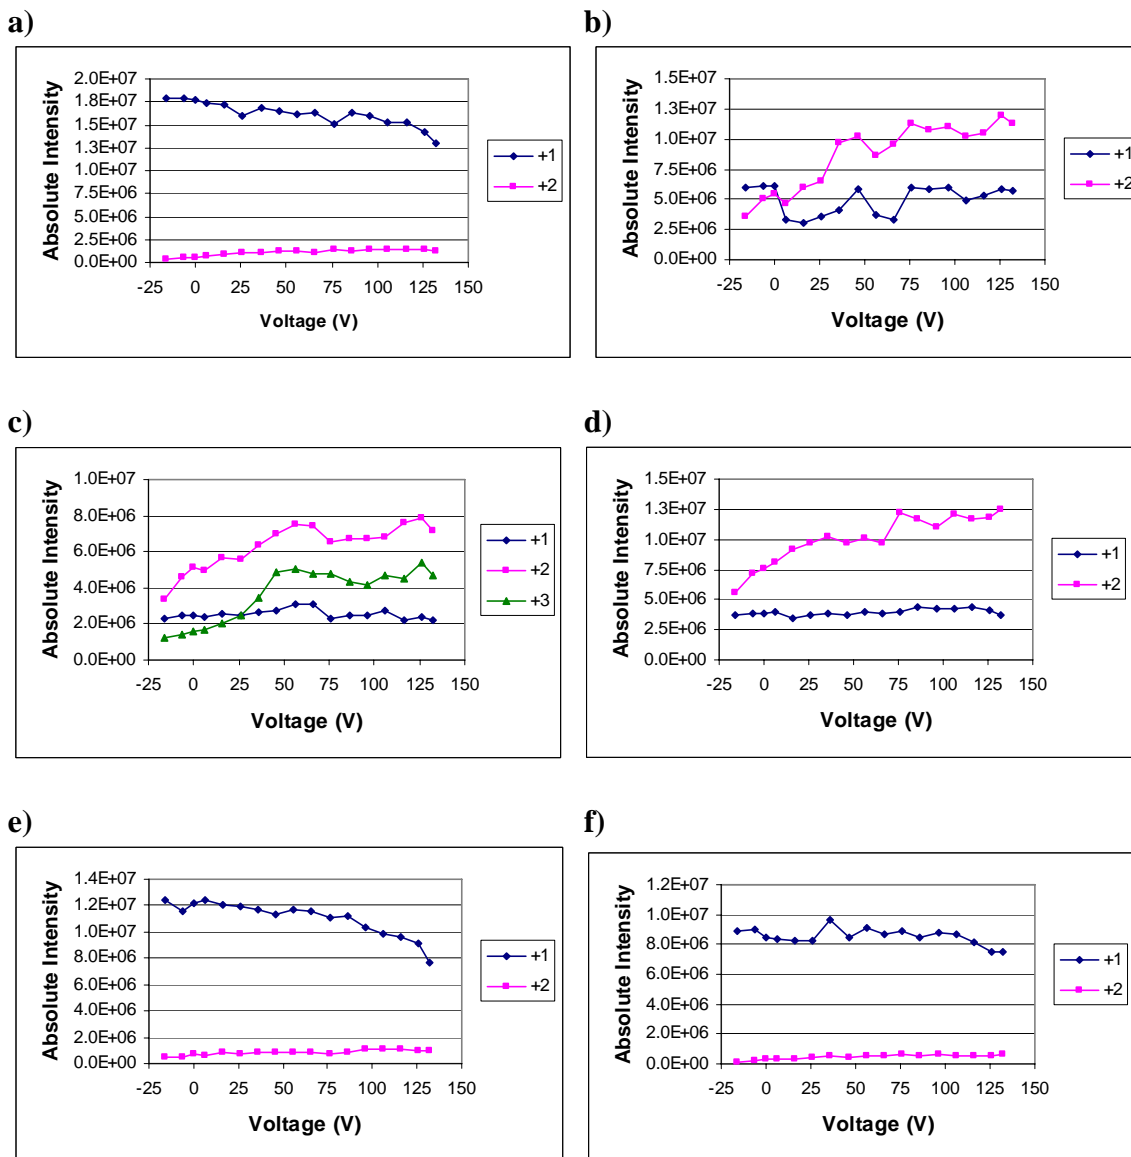 a)
Absolute Intensity
2.0E+07
1.8E+07
1.5E+07
1.3E+07
1.0E+07
7.5E+06
5.0E+06
2.5E+06
0.0E+00
-25 0 25 50 75 100 125 150
Voltage (V)
+1
+2
b)
Absolute Intensity
1.5E+07
1.3E+07
1.0E+07
7.5E+06
5.0E+06
2.5E+06
0.0E+00
-25 0 25 50 75 100 125 150
Voltage (V)
+1
+2
c)
Absolute Intensity
1.0E+07
8.0E+06
6.0E+06
4.0E+06
2.0E+06
0.0E+00
-25 0 25 50 75 100 125 150
Voltage (V)
+1
+2
+3
d)
Absolute Intensity
1.5E+07
1.3E+07
1.0E+07
7.5E+06
5.0E+06
2.5E+06
0.0E+00
-25 0 25 50 75 100 125 150
Voltage (V)
+1
+2
e)
Absolute Intensity
1.4E+07
1.2E+07
1.0E+07
8.0E+06
6.0E+06
4.0E+06
2.0E+06
0.0E+00
-25 0 25 50 75 100 125 150
Voltage (V)
+1
+2
f)
Absolute Intensity
1.2E+07
1.0E+07
8.0E+06
6.0E+06
4.0E+06
2.0E+06
0.0E+00
-25 0 25 50 75 100 125 150
Voltage (V)
+1
+2